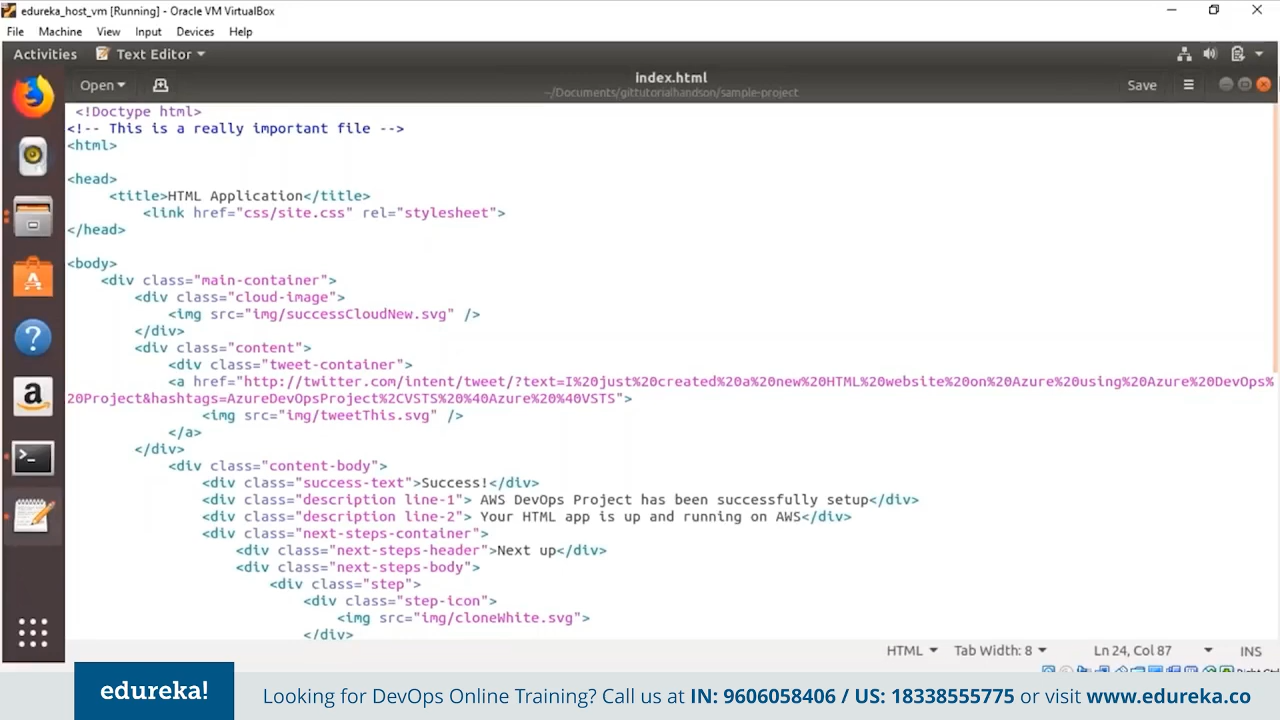 edureka_host_vm [Running] - Oracle VM VirtualBox
File Machine View Input Devices Help
Activities Text Editor
Open index.html Save
~/Documents/gittutorialhandson/sample-project
<!Doctype html>
<!-- This is a really important file -->
<html>
<head>
<title>HTML Application</title>
<link href="css/site.css" rel="stylesheet">
</head>
<body>
<div class="main-container">
<div class="cloud-image">
<img src="img/successCloudNew.svg" />
</div>
<div class="content">
<div class="tweet-container">
<a href="http://twitter.com/intent/tweet/?text=I%20just%20created%20a%20new%20HTML%20website%20on%20Azure%20using%20Azure%20DevOps%
20Project&hashtags=AzureDevOpsProject%2CVSTS%20%40Azure%20%40VSTS">
<img src="img/tweetThis.svg" />
</a>
</div>
<div class="content-body">
<div class="success-text">Success!</div>
<div class="description line-1"> AWS DevOps Project has been successfully setup</div>
<div class="description line-2"> Your HTML app is up and running on AWS</div>
<div class="next-steps-container">
<div class="next-steps-header">Next up</div>
<div class="next-steps-body">
<div class="step">
<div class="step-icon">
<img src="img/cloneWhite.svg">
</div>
HTML Tab Width: 8 Ln 24, Col 87 INS
edureka! Looking for DevOps Online Training? Call us at IN: 9606058406 / US: 18338555775 or visit www.edureka.co